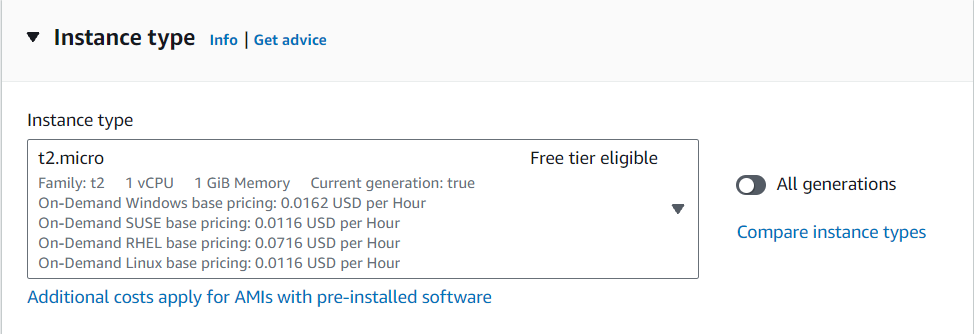 Instance type Info | Get advice
Instance type
t2.micro Free tier eligible
Family: t2 1 vCPU 1 GiB Memory Current generation: true
On-Demand Windows base pricing: 0.0162 USD per Hour
On-Demand SUSE base pricing: 0.0116 USD per Hour
On-Demand RHEL base pricing: 0.0716 USD per Hour
On-Demand Linux base pricing: 0.0116 USD per Hour
All generations
Compare instance types
Additional costs apply for AMIs with pre-installed software